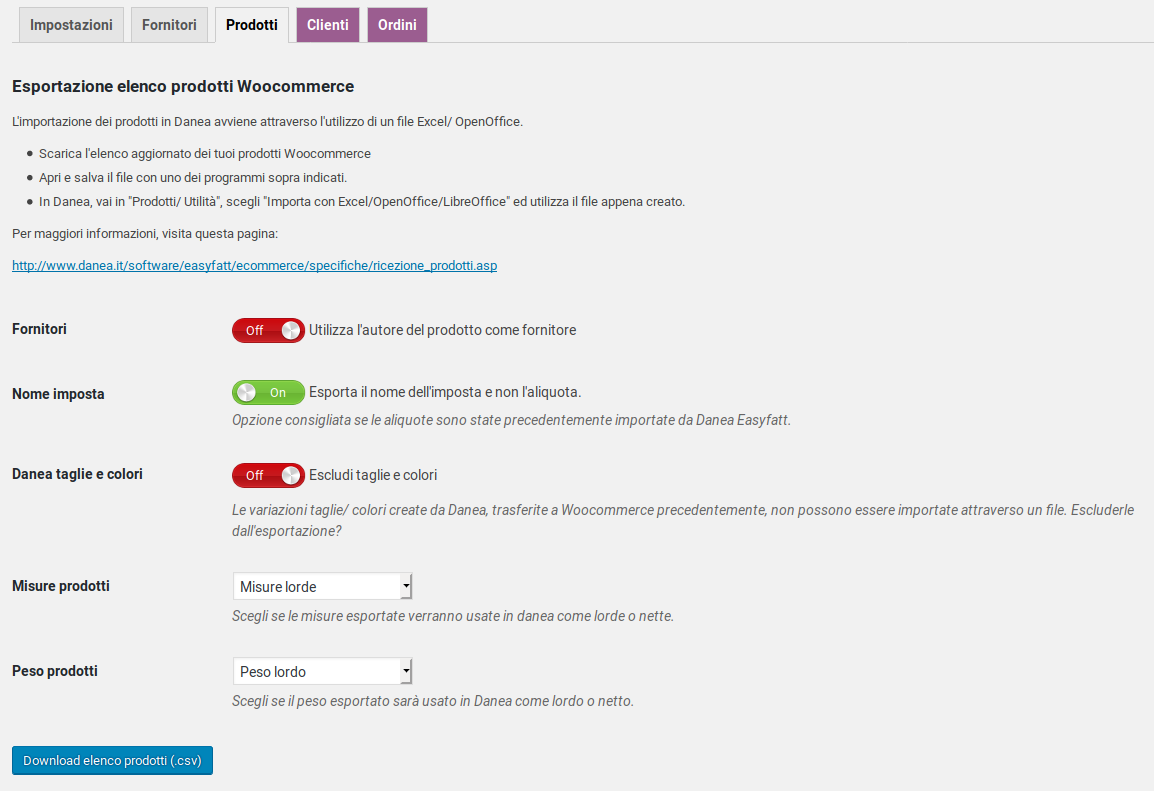 Impostazioni Fornitori Prodotti Clienti Ordini
Esportazione elenco prodotti Woocommerce
L'importazione dei prodotti in Danea avviene attraverso l'utilizzo di un file Excel/ OpenOffice.
Scarica l'elenco aggiornato dei tuoi prodotti Woocommerce
Apri e salva il file con uno dei programmi sopra indicati.
In Danea, vai in "Prodotti/ Utilità", scegli "Importa con Excel/OpenOffice/LibreOffice" ed utilizza il file appena creato.
Per maggiori informazioni, visita questa pagina:
http://www.danea.it/software/easyfatt/ecommerce/specifiche/ricezione_prodotti.asp
Fornitori Off Utilizza l'autore del prodotto come fornitore
Nome imposta On Esporta il nome dell'imposta e non l'aliquota.
Opzione consigliata se le aliquote sono state precedentemente importate da Danea Easyfatt.
Danea taglie e colori Off Escludi taglie e colori
Le variazioni taglie/ colori create da Danea, trasferite a Woocommerce precedentemente, non possono essere importate attraverso un file. Escluderle
dall'esportazione?
Misure prodotti Misure lorde
Scegli se le misure esportate verranno usate in danea come lorde o nette.
Peso prodotti Peso lordo
Scegli se il peso esportato sarà usato in Danea come lordo o netto.
Download elenco prodotti (.csv)